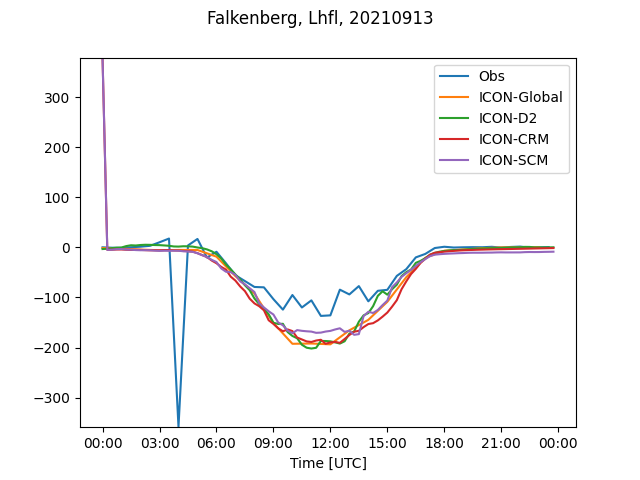 Falkenberg, Lhfl, 20210913
Obs
ICON-Global
ICON-D2
ICON-CRM
ICON-SCM
300
200
100
0
−100
−200
−300
00:00 03:00 06:00 09:00 12:00 15:00 18:00 21:00 00:00
Time [UTC]